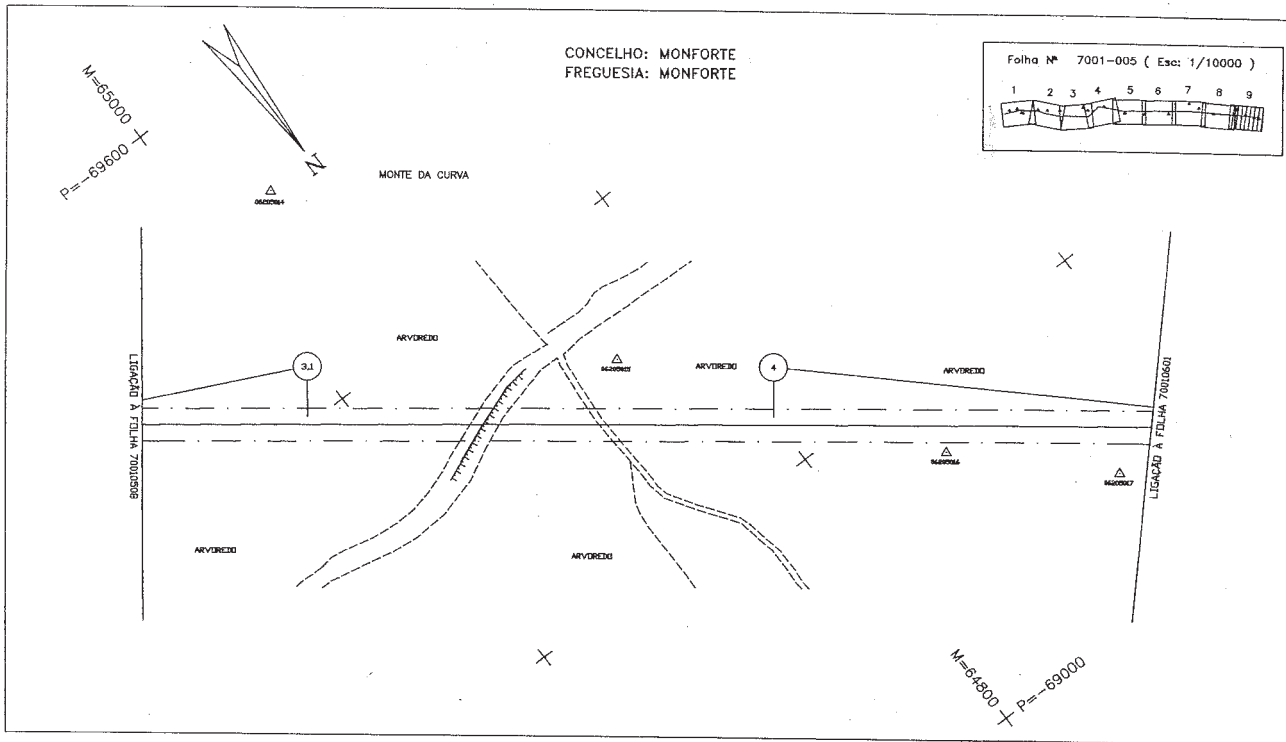 CONCELHO: MONFORTE
FREGUESIA: MONFORTE
Folha Nº 7001-005 ( Esc: 1/10000 )
1 2 3 4 5 6 7 8 9
M=65000
P=-69600
N
MONTE DA CURVA
ARVOREDO
ARVOREDO
ARVOREDO
3.1
4
LIGAÇÃO À FOLHA 70010508
LIGAÇÃO À FOLHA 70010601
ARVOREDO
ARVOREDO
M=64800
P=-69000